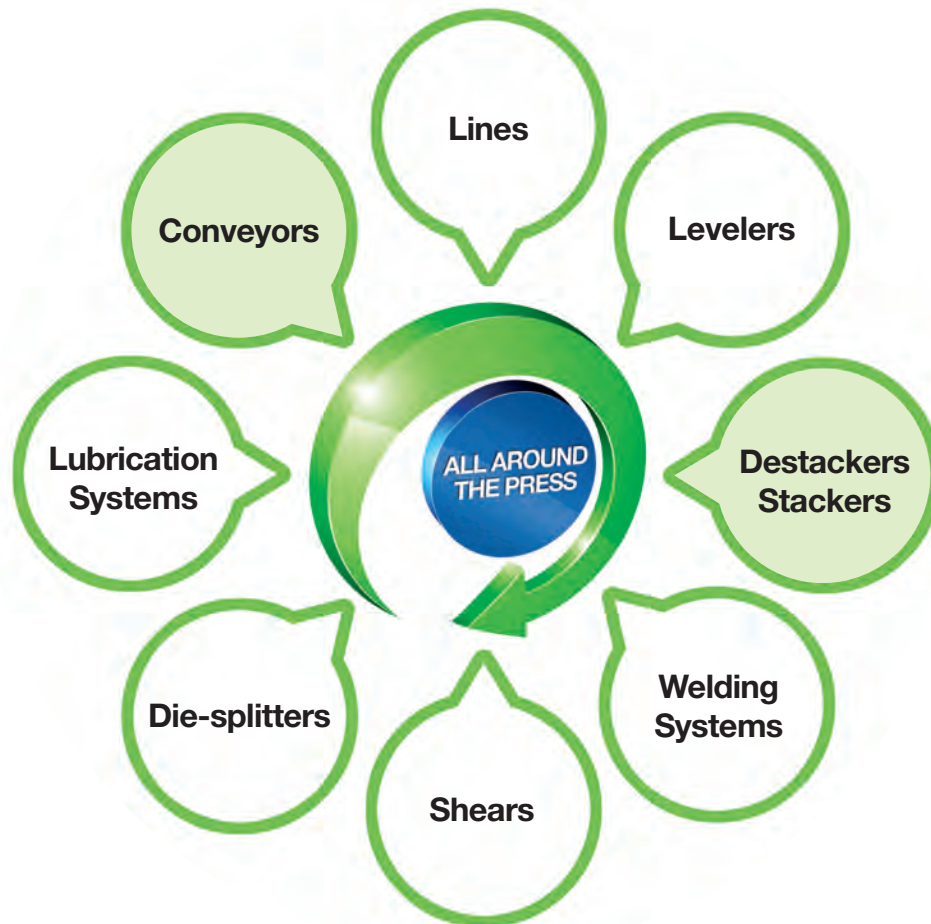 Lines
Levelers
Conveyors
Destackers
Stackers
Lubrication
Systems
ALL AROUND
THE PRESS
Welding
Systems
Die-splitters
Shears